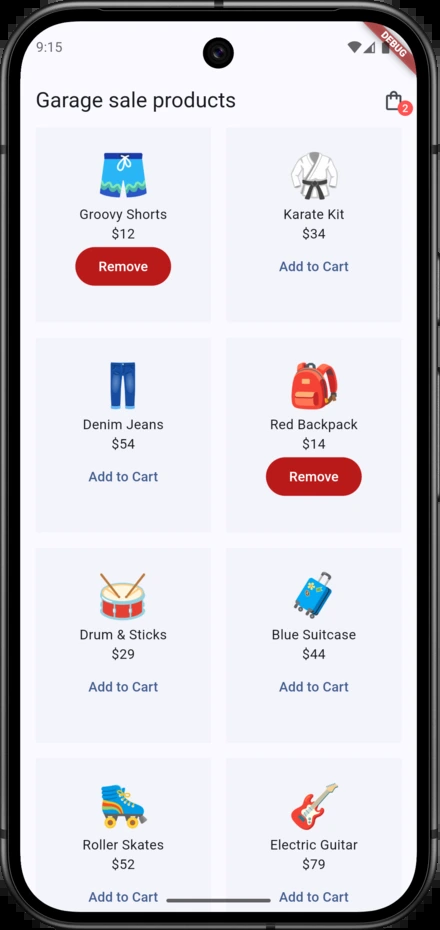 9:15
DEBUG
Garage sale products
2
Groovy Shorts
$12
Remove
Karate Kit
$34
Add to Cart
Denim Jeans
$54
Add to Cart
Red Backpack
$14
Remove
Drum & Sticks
$29
Add to Cart
Blue Suitcase
$44
Add to Cart
Roller Skates
$52
Add to Cart
Electric Guitar
$79
Add to Cart